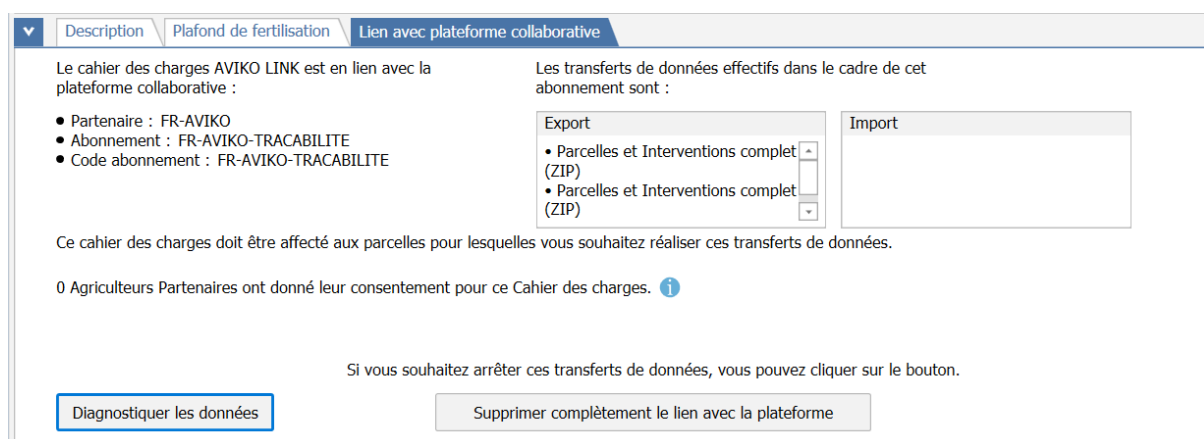 Description
Plafond de fertilisation
Lien avec plateforme collaborative
Le cahier des charges AVIKO LINK est en lien avec la
plateforme collaborative :
• Partenaire : FR-AVIKO
• Abonnement : FR-AVIKO-TRACABILITE
• Code abonnement : FR-AVIKO-TRACABILITE
Les transferts de données effectifs dans le cadre de cet
abonnement sont :
Export
• Parcelles et Interventions complet
(ZIP)
• Parcelles et Interventions complet
(ZIP)
Import
Ce cahier des charges doit être affecté aux parcelles pour lesquelles vous souhaitez réaliser ces transferts de données.
0 Agriculteurs Partenaires ont donné leur consentement pour ce Cahier des charges.
Si vous souhaitez arrêter ces transferts de données, vous pouvez cliquer sur le bouton.
Diagnostiquer les données
Supprimer complètement le lien avec la plateforme